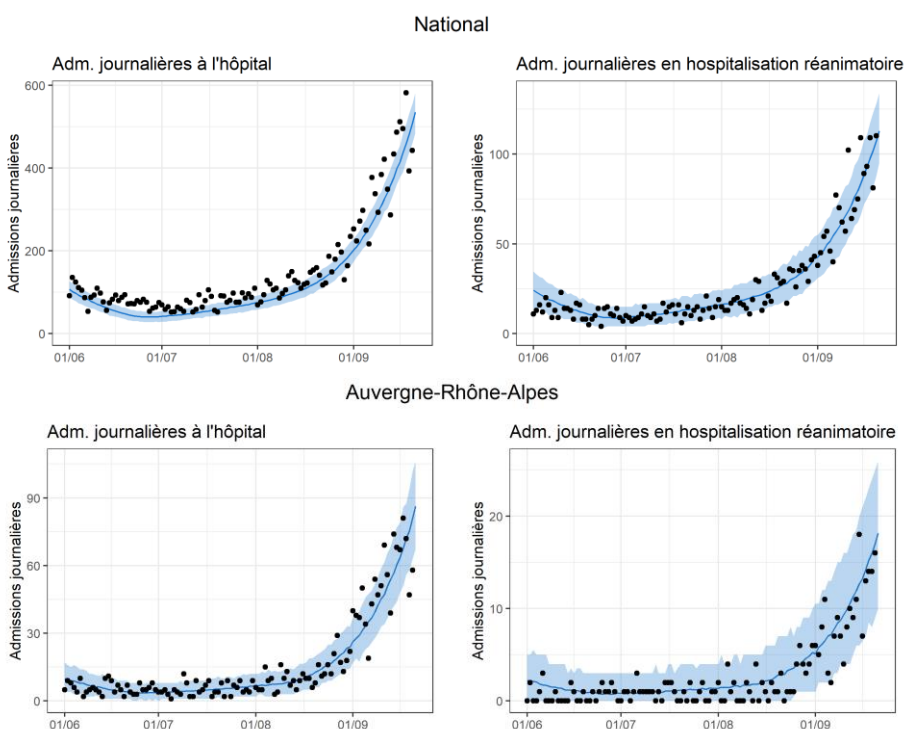 National
Adm. journalières à l'hôpital
Adm. journalières en hospitalisation réanimatoire
Admissions journalières
600
400
200
0
01/06 01/07 01/08 01/09
Admissions journalières
100
50
0
01/06 01/07 01/08 01/09
Auvergne-Rhône-Alpes
Adm. journalières à l'hôpital
Adm. journalières en hospitalisation réanimatoire
Admissions journalières
90
60
30
0
01/06 01/07 01/08 01/09
Admissions journalières
20
10
0
01/06 01/07 01/08 01/09